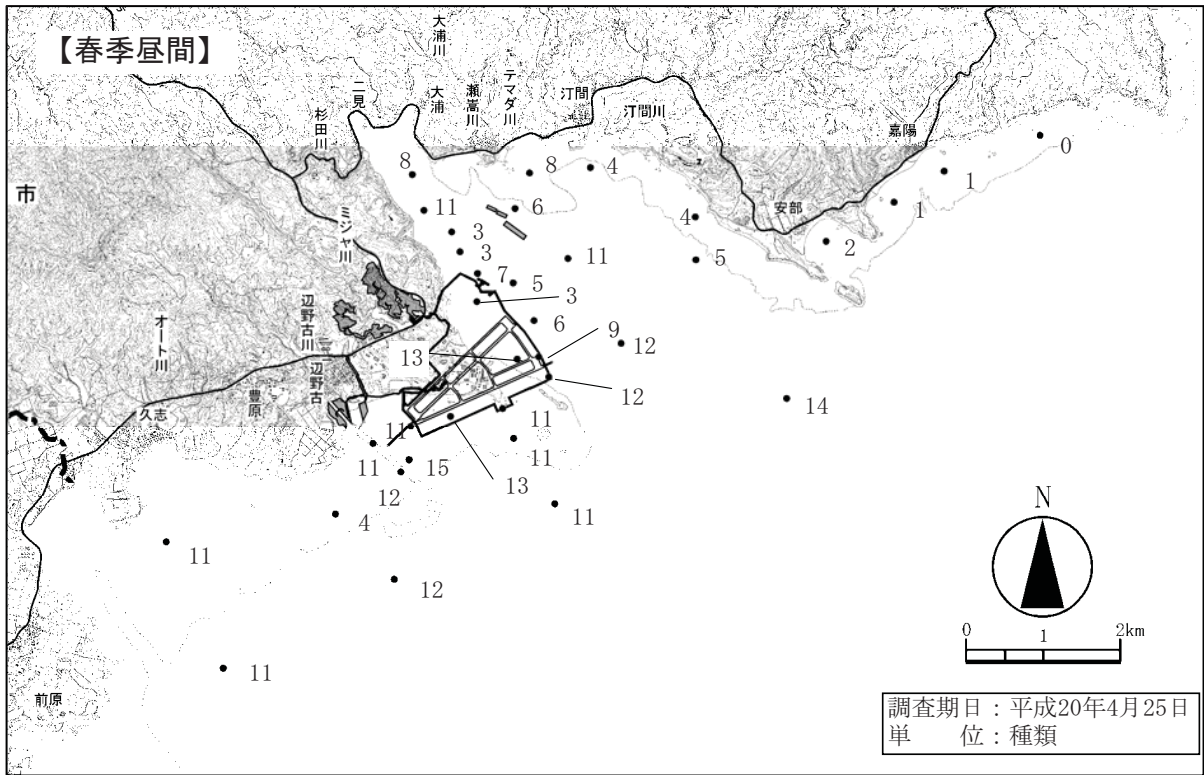 【春季昼間】
大浦川
二見
大浦
瀬嵩川
テマダ川
汀間
汀間川
杉田川
嘉陽
市
安部
ミジャ川
辺野古川
辺野古
オート川
豊原
久志
前原
0
1
1
2
8
8
4
11
6
4
3
3
11
5
7
5
3
6
9
12
13
12
14
11
11
11
11
15
13
12
11
4
11
12
11
N
0 1 2km
調査期日：平成20年4月25日
単　　位：種類